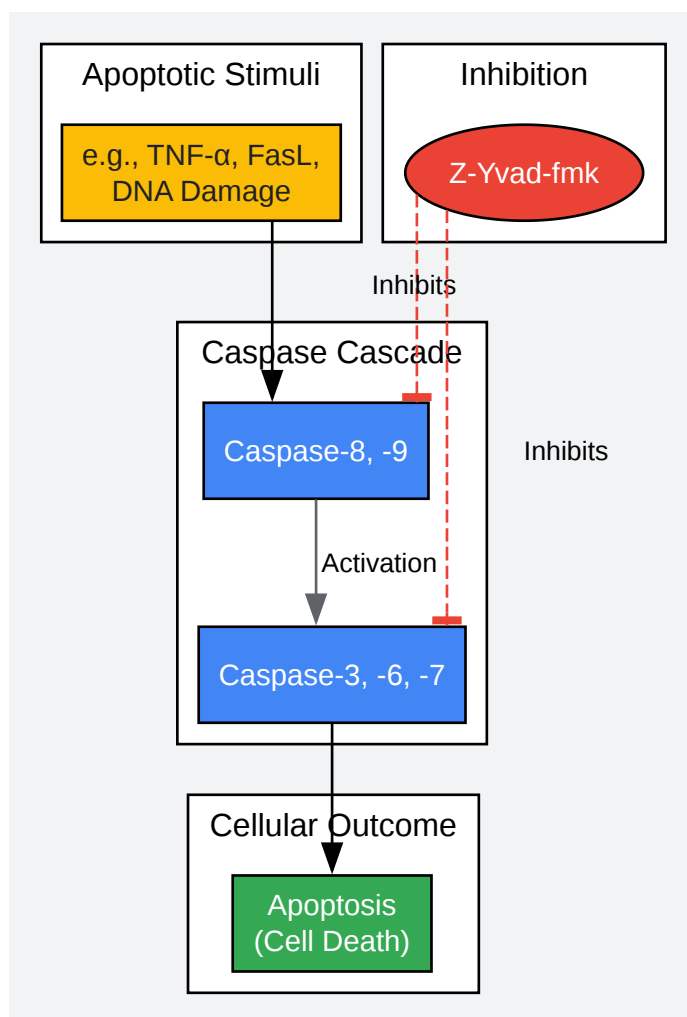 Apoptotic Stimuli
e.g., TNF-α, FasL,
DNA Damage
Inhibition
Z-Yvad-fmk
Inhibits
Caspase Cascade
Caspase-8, -9
Inhibits
Activation
Caspase-3, -6, -7
Cellular Outcome
Apoptosis
(Cell Death)